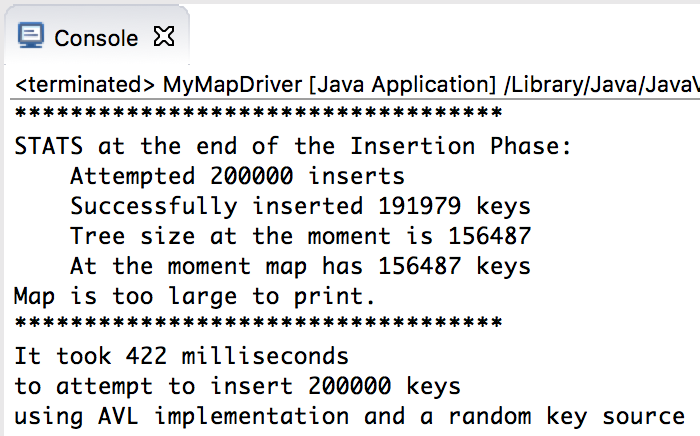 Console
<terminated> MyMapDriver [Java Application] /Library/Java/JavaV
***********************************
STATS at the end of the Insertion Phase:
    Attempted 200000 inserts
    Successfully inserted 191979 keys
    Tree size at the moment is 156487
    At the moment map has 156487 keys
Map is too large to print.
***********************************
It took 422 milliseconds
to attempt to insert 200000 keys
using AVL implementation and a random key source